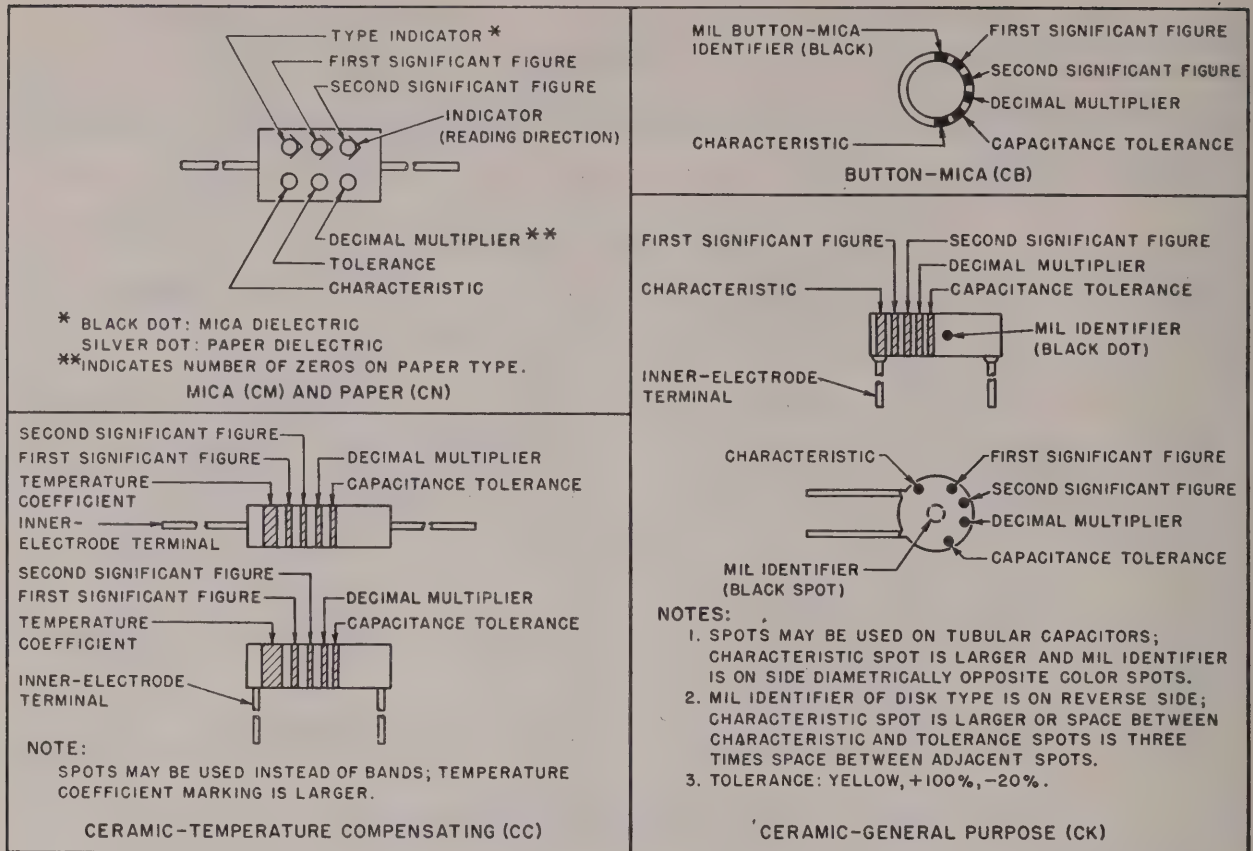 TYPE INDICATOR *
FIRST SIGNIFICANT FIGURE
SECOND SIGNIFICANT FIGURE
INDICATOR
(READING DIRECTION)
DECIMAL MULTIPLIER **
TOLERANCE
CHARACTERISTIC
* BLACK DOT: MICA DIELECTRIC
SILVER DOT: PAPER DIELECTRIC
**INDICATES NUMBER OF ZEROS ON PAPER TYPE.
MICA (CM) AND PAPER (CN)
MIL BUTTON-MICA
IDENTIFIER (BLACK)
FIRST SIGNIFICANT FIGURE
SECOND SIGNIFICANT FIGURE
DECIMAL MULTIPLIER
CHARACTERISTIC
CAPACITANCE TOLERANCE
BUTTON-MICA (CB)
SECOND SIGNIFICANT FIGURE
FIRST SIGNIFICANT FIGURE
DECIMAL MULTIPLIER
TEMPERATURE
COEFFICIENT
CAPACITANCE TOLERANCE
INNER-
ELECTRODE TERMINAL
SECOND SIGNIFICANT FIGURE
FIRST SIGNIFICANT FIGURE
DECIMAL MULTIPLIER
TEMPERATURE
COEFFICIENT
CAPACITANCE TOLERANCE
INNER-ELECTRODE
TERMINAL
NOTE:
SPOTS MAY BE USED INSTEAD OF BANDS; TEMPERATURE
COEFFICIENT MARKING IS LARGER.
CERAMIC-TEMPERATURE COMPENSATING (CC)
FIRST SIGNIFICANT FIGURE
SECOND SIGNIFICANT FIGURE
DECIMAL MULTIPLIER
CHARACTERISTIC
CAPACITANCE TOLERANCE
MIL IDENTIFIER
(BLACK DOT)
INNER-ELECTRODE
TERMINAL
CHARACTERISTIC
FIRST SIGNIFICANT FIGURE
SECOND SIGNIFICANT FIGURE
DECIMAL MULTIPLIER
CAPACITANCE TOLERANCE
MIL IDENTIFIER
(BLACK SPOT)
NOTES:
1. SPOTS MAY BE USED ON TUBULAR CAPACITORS;
CHARACTERISTIC SPOT IS LARGER AND MIL IDENTIFIER
IS ON SIDE DIAMETRICALLY OPPOSITE COLOR SPOTS.
2. MIL IDENTIFIER OF DISK TYPE IS ON REVERSE SIDE;
CHARACTERISTIC SPOT IS LARGER OR SPACE BETWEEN
CHARACTERISTIC AND TOLERANCE SPOTS IS THREE
TIMES SPACE BETWEEN ADJACENT SPOTS.
3. TOLERANCE: YELLOW, +100%, -20%.
CERAMIC-GENERAL PURPOSE (CK)